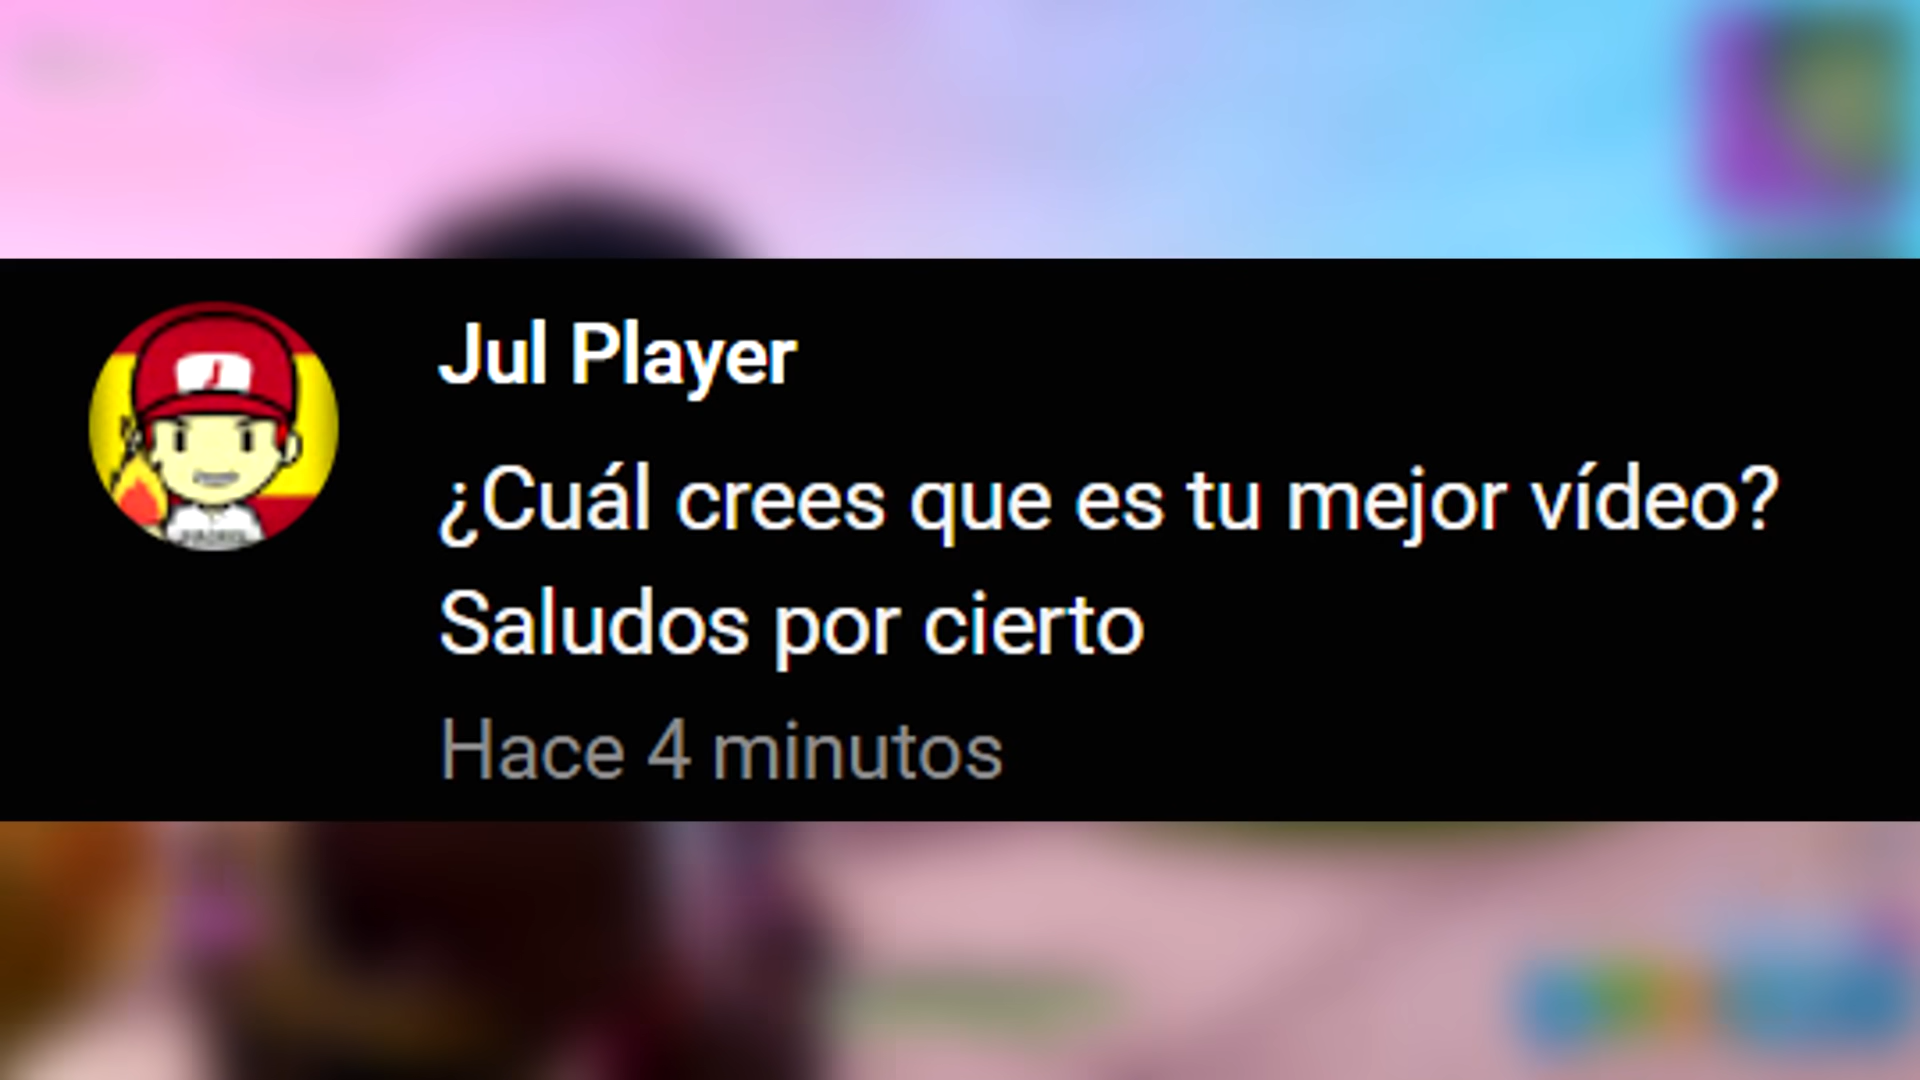 J
Jul Player
¿Cuál crees que es tu mejor vídeo?
Saludos por cierto
Hace 4 minutos